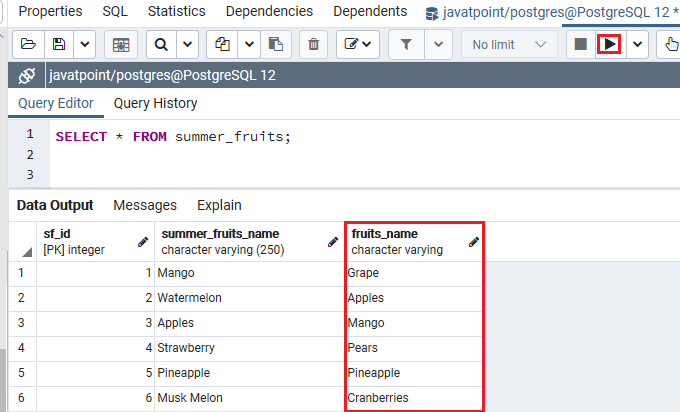 Properties SQL Statistics Dependencies Dependents javatpoint/postgres@PostgreSQL 12 *
No limit
javatpoint/postgres@PostgreSQL 12
Query Editor Query History
1 SELECT * FROM summer_fruits;
2
3
Data Output Messages Explain
sf_id summer_fruits_name fruits_name
[PK] integer character varying (250) character varying
1 1 Mango Grape
2 2 Watermelon Apples
3 3 Apples Mango
4 4 Strawberry Pears
5 5 Pineapple Pineapple
6 6 Musk Melon Cranberries